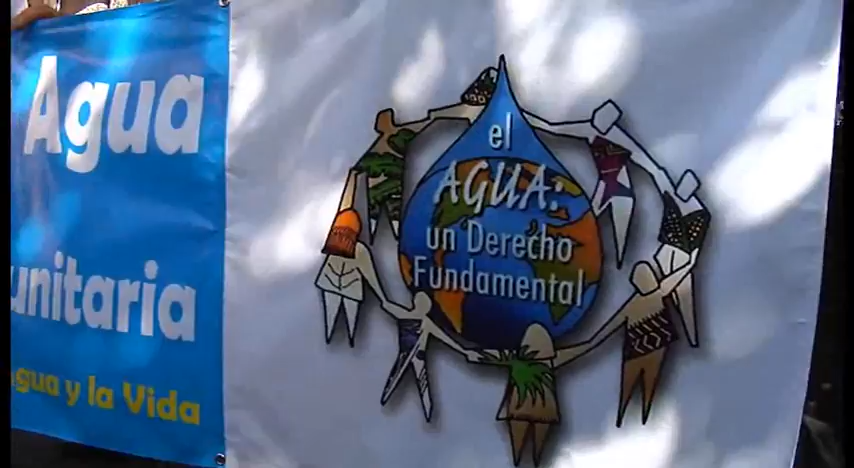 Agua
unitaria
gua y la Vida
el
AGUA:
un Derecho
Fundamental